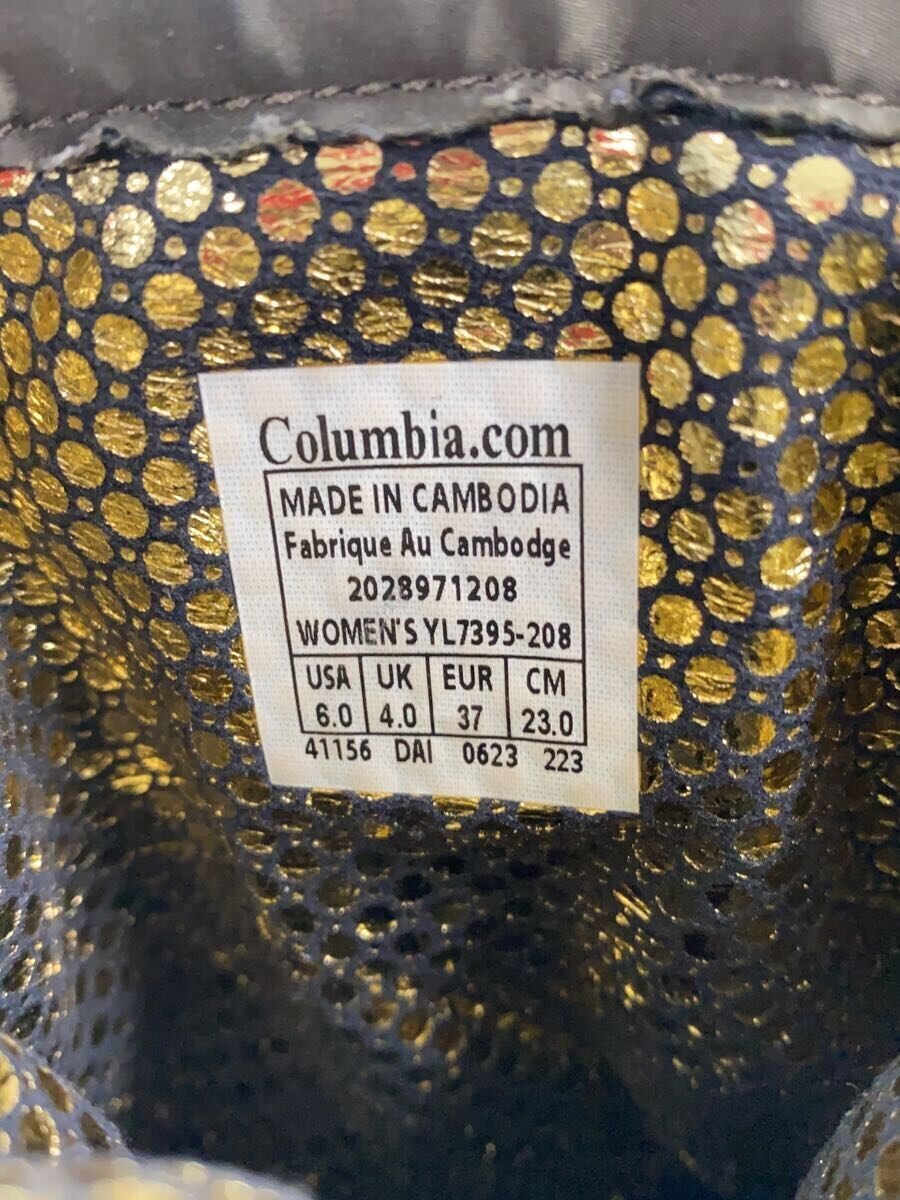 Columbia.com
MADE IN CAMBODIA
Fabrique Au Cambodge
2028971208
WOMEN'S YL7395-208
USA UK EUR CM
6.0 4.0 37 23.0
41156 DAI 0623 223